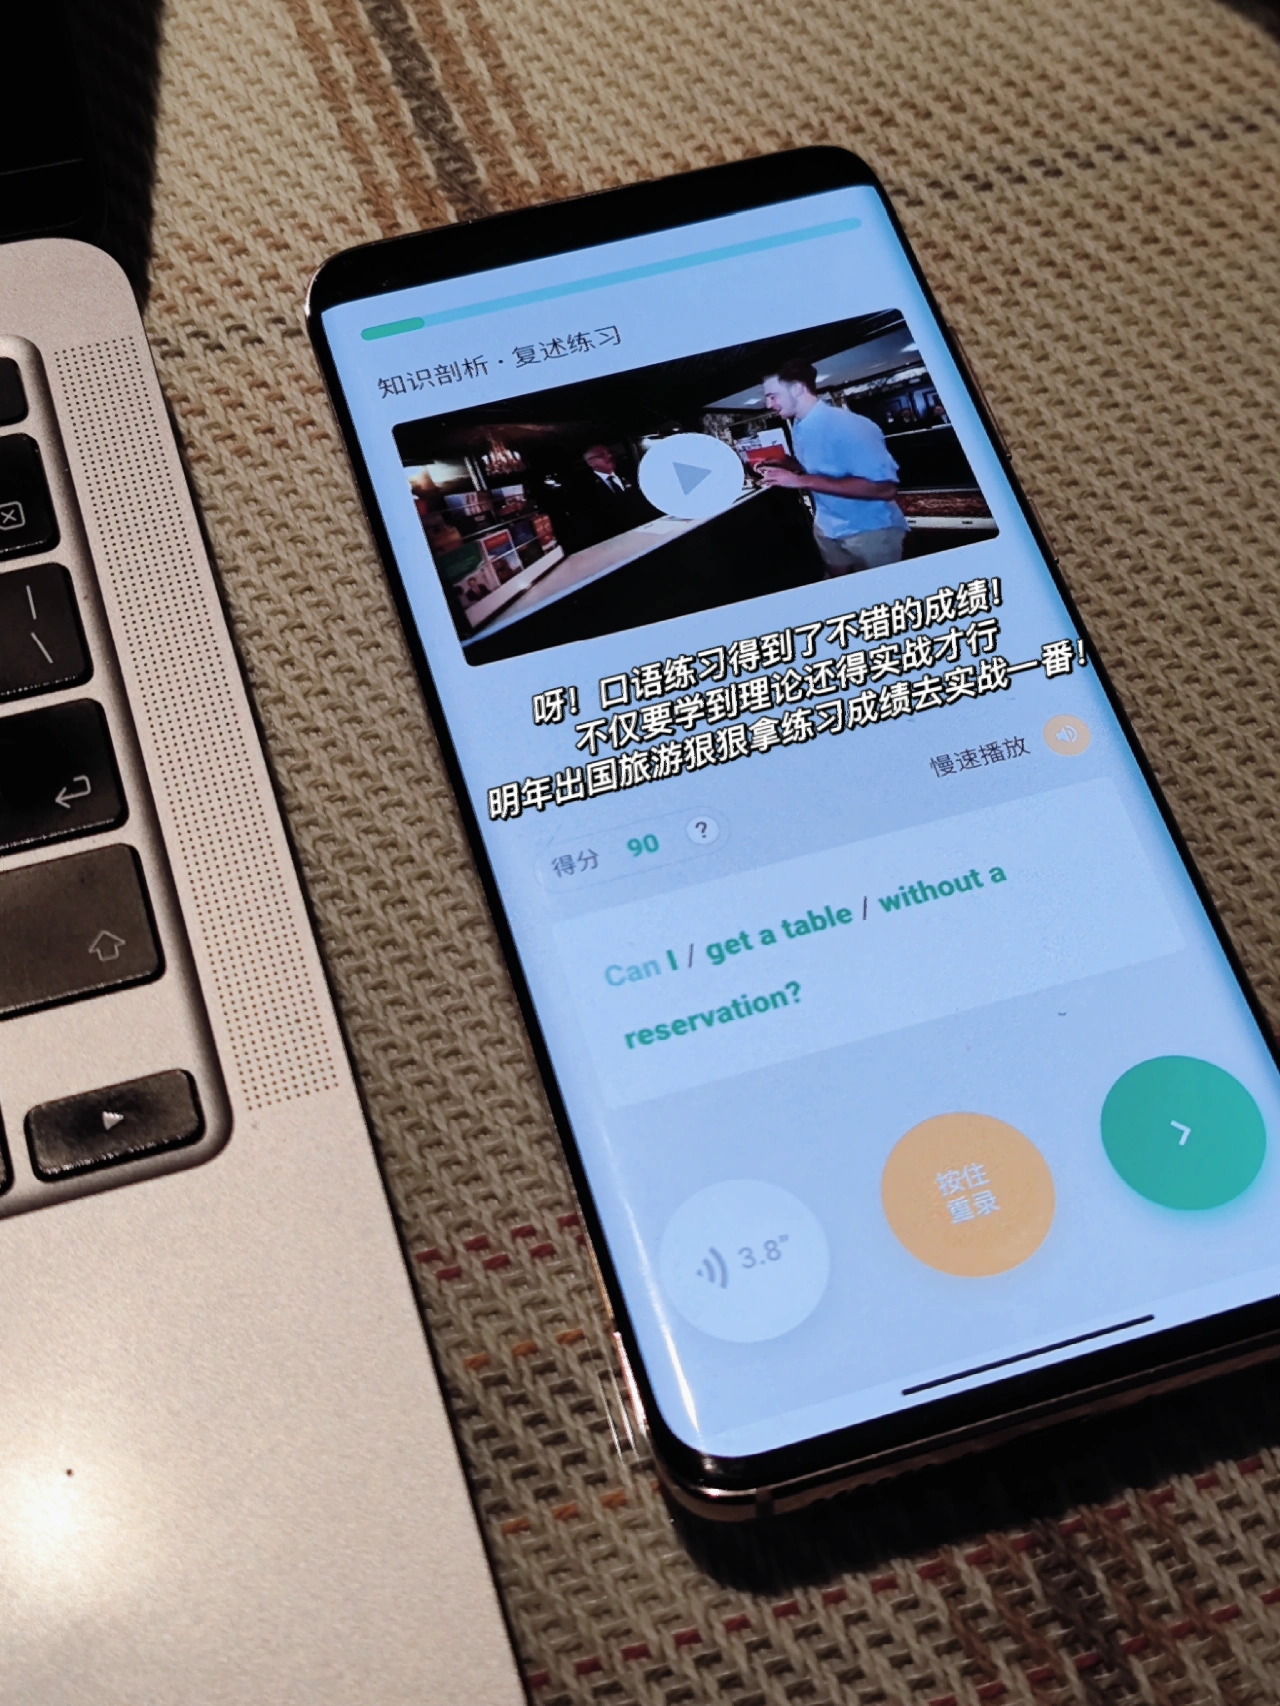 知识剖析·复述练习
呀！口语练习得到了不错的成绩！
不仅要学到理论还得实战才行
明年出国旅游狠狠拿练习成绩去实战一番！
慢速播放
得分 90 ?
Can I / get a table / without a
reservation?
3.8"
按住
重录